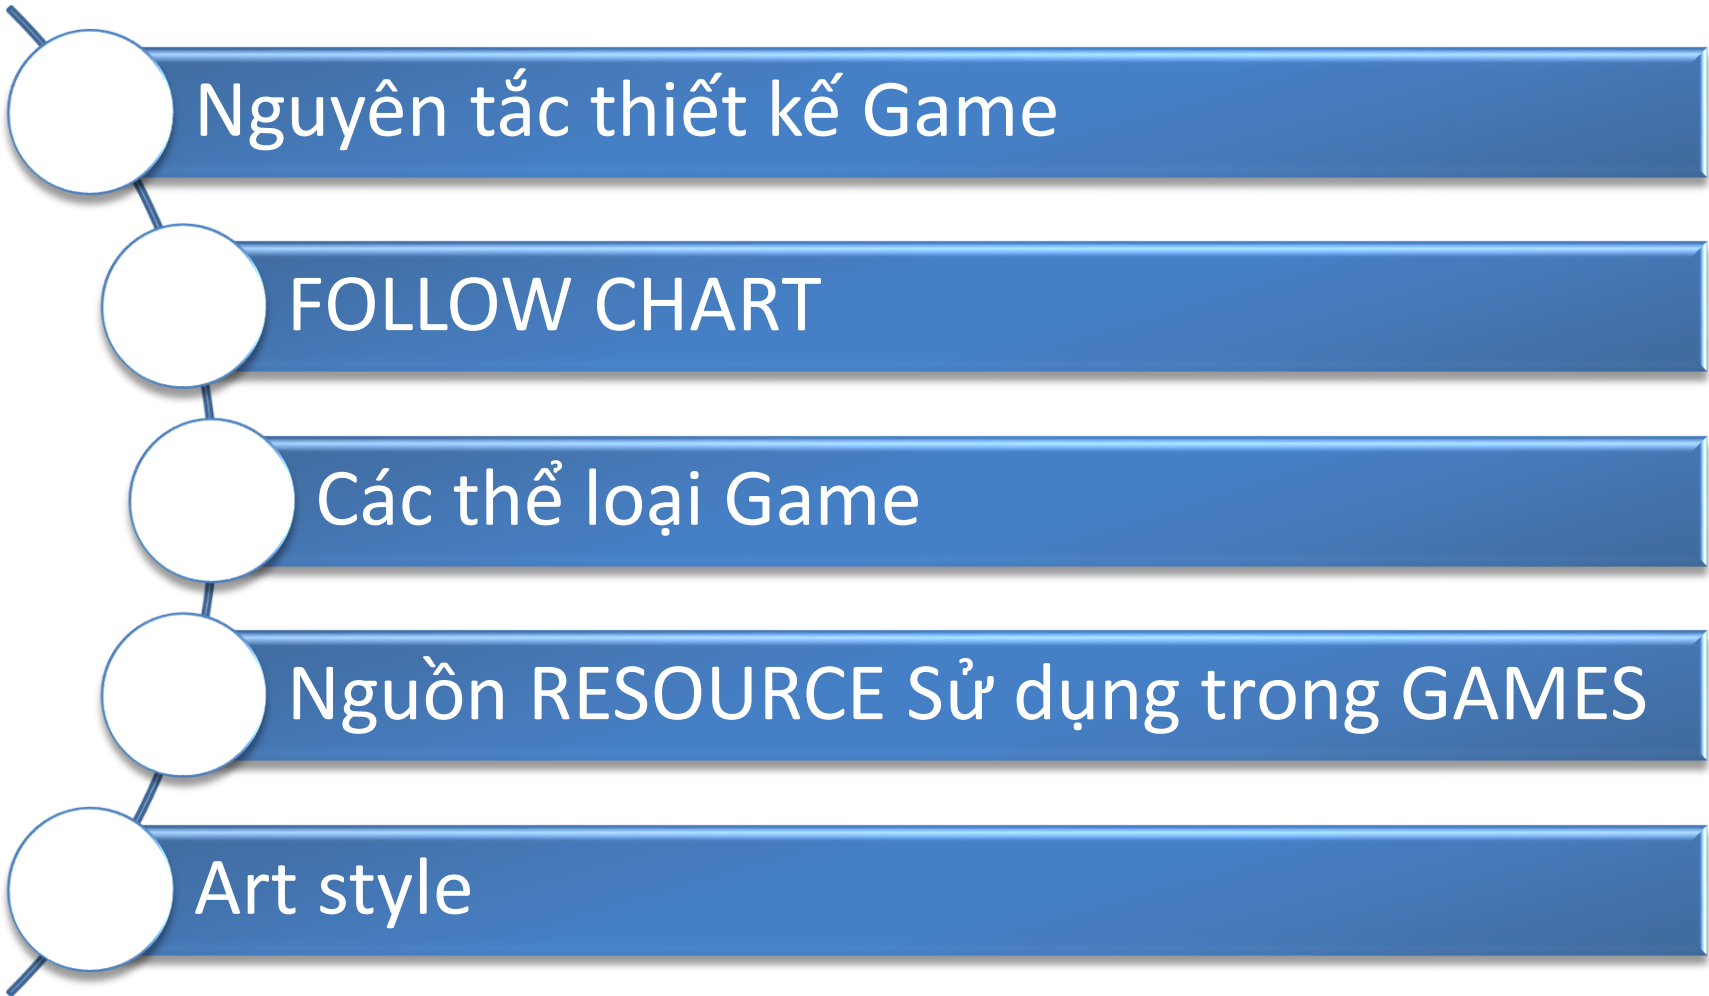 Nguyên tắc thiết kế Game
FOLLOW CHART
Các thể loại Game
Nguồn RESOURCE Sử dụng trong GAMES
Art style